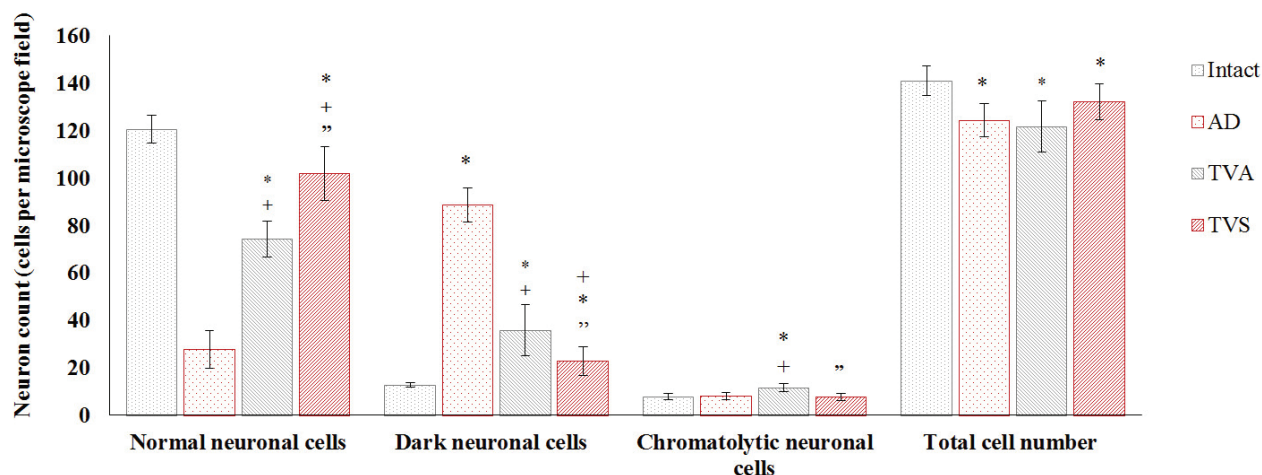 Neuron count (cells per microscope field)
160
140
120
100
80
60
40
20
0
*
+
*
+
”
*
*
+
+
*
’’
*
+
”
*
*
*
Normal neuronal cells
Dark neuronal cells
Chromatolytic neuronal
cells
Total cell number
Intact
AD
TVA
TVS